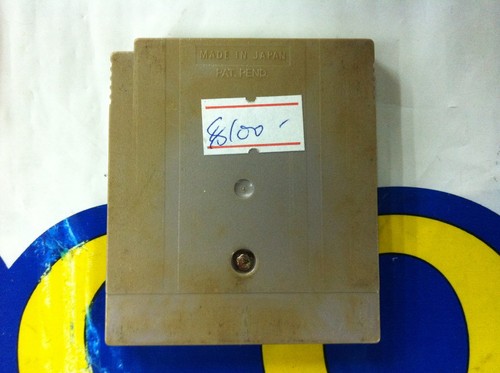 MADE IN JAPAN
PAT. PEND.
$100 -